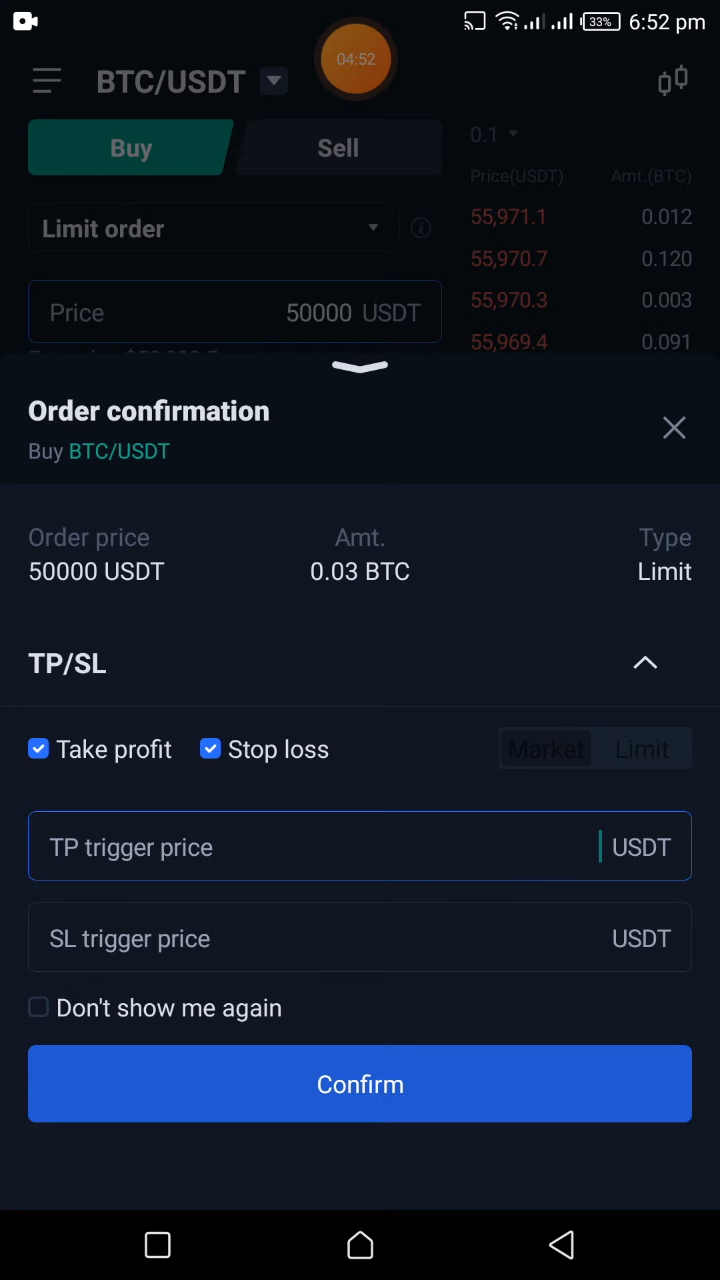 33% 6:52 pm
04:52
BTC/USDT
Buy Sell
0.1
Price(USDT) Amt.(BTC)
Limit order
55,971.1 0.012
55,970.7 0.120
Price 50000 USDT
55,970.3 0.003
55,969.4 0.091
Order confirmation
Buy BTC/USDT
Order price Amt. Type
50000 USDT 0.03 BTC Limit
TP/SL
Take profit Stop loss Market Limit
TP trigger price USDT
SL trigger price USDT
Don't show me again
Confirm